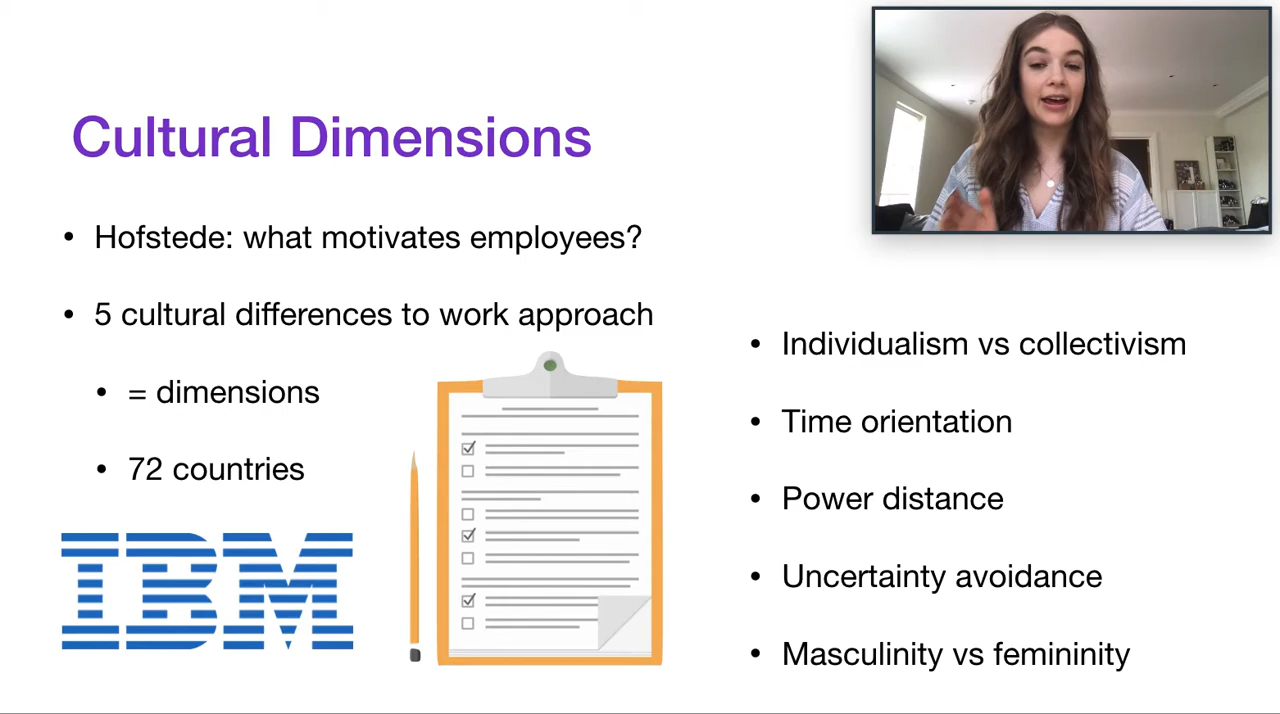 Cultural Dimensions
• Hofstede: what motivates employees?
• 5 cultural differences to work approach
• = dimensions
• 72 countries
IBM
• Individualism vs collectivism
• Time orientation
• Power distance
• Uncertainty avoidance
• Masculinity vs femininity